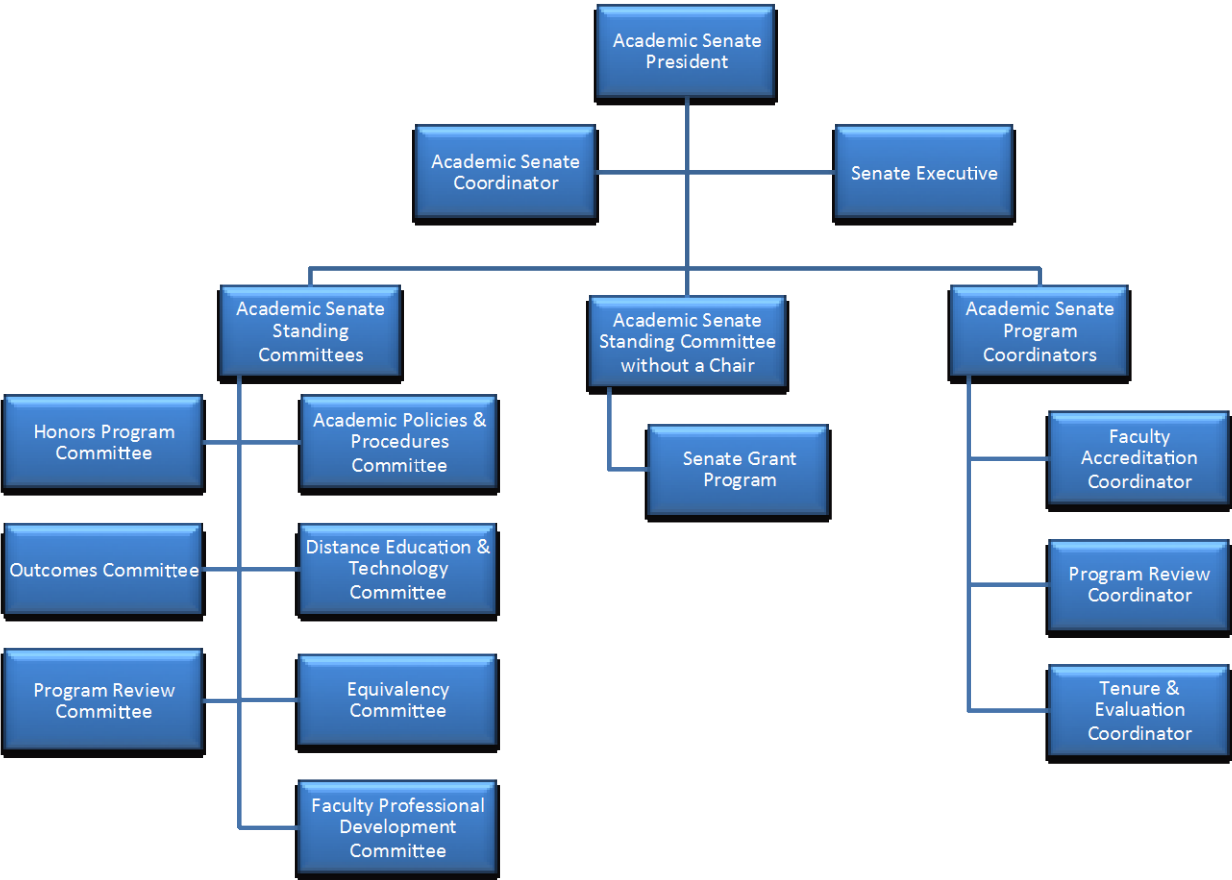 Academic Senate
President
Academic Senate
Coordinator
Senate Executive
Academic Senate
Standing
Committees
Academic Senate
Standing Committee
without a Chair
Academic Senate
Program
Coordinators
Honors Program
Committee
Academic Policies &
Procedures
Committee
Senate Grant
Program
Faculty
Accreditation
Coordinator
Outcomes Committee
Distance Education &
Technology
Committee
Program Review
Coordinator
Program Review
Committee
Equivalency
Committee
Tenure &
Evaluation
Coordinator
Faculty Professional
Development
Committee